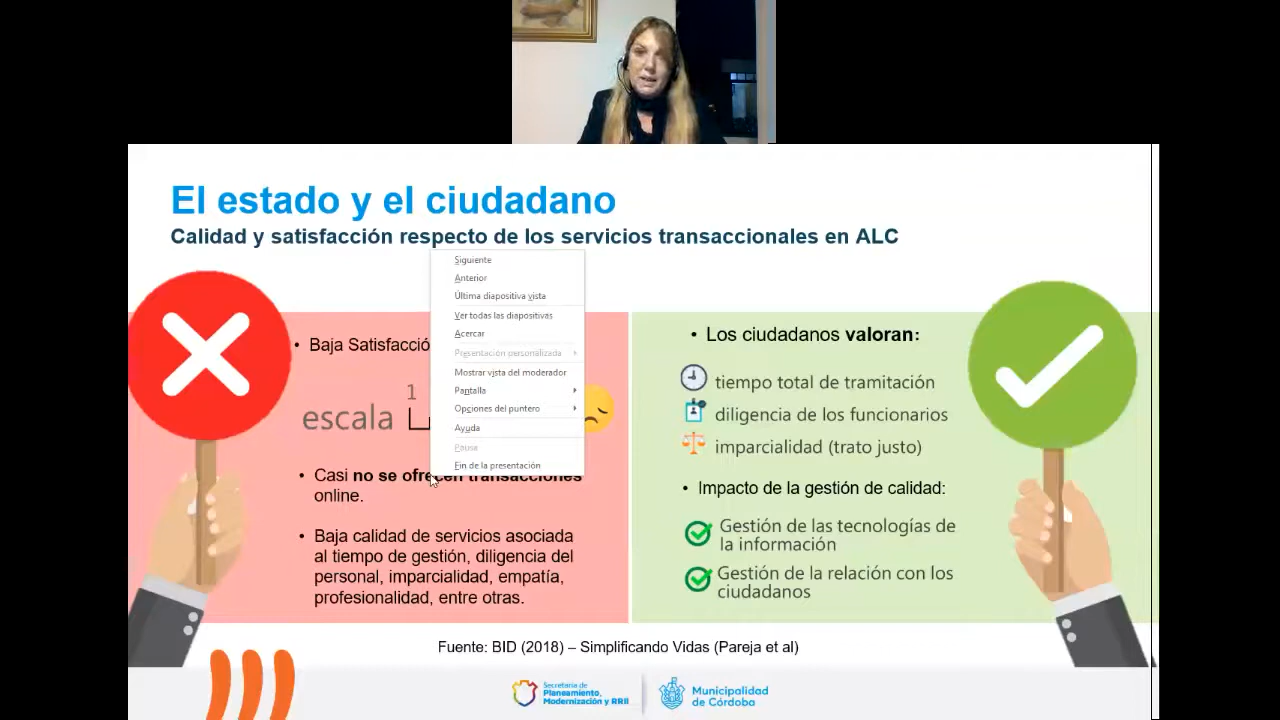 El estado y el ciudadano
Calidad y satisfacción respecto de los servicios transaccionales en ALC
Siguiente
Anterior
Última diapositiva vista
Ver todas las diapositivas
Acercar
Presentación personalizada
Mostrar vista del moderador
Pantalla
Opciones del puntero
Ayuda
Pausa
Fin de la presentación
• Baja Satisfacció
escala 1
• Casi no se ofrecen transacciones
online.
• Baja calidad de servicios asociada
al tiempo de gestión, diligencia del
personal, imparcialidad, empatía,
profesionalidad, entre otras.
• Los ciudadanos valoran:
tiempo total de tramitación
diligencia de los funcionarios
imparcialidad (trato justo)
• Impacto de la gestión de calidad:
Gestión de las tecnologías de
la información
Gestión de la relación con los
ciudadanos
Fuente: BID (2018) – Simplificando Vidas (Pareja et al)
Secretaría de
Planeamiento,
Modernización y RRII
Municipalidad
de Córdoba